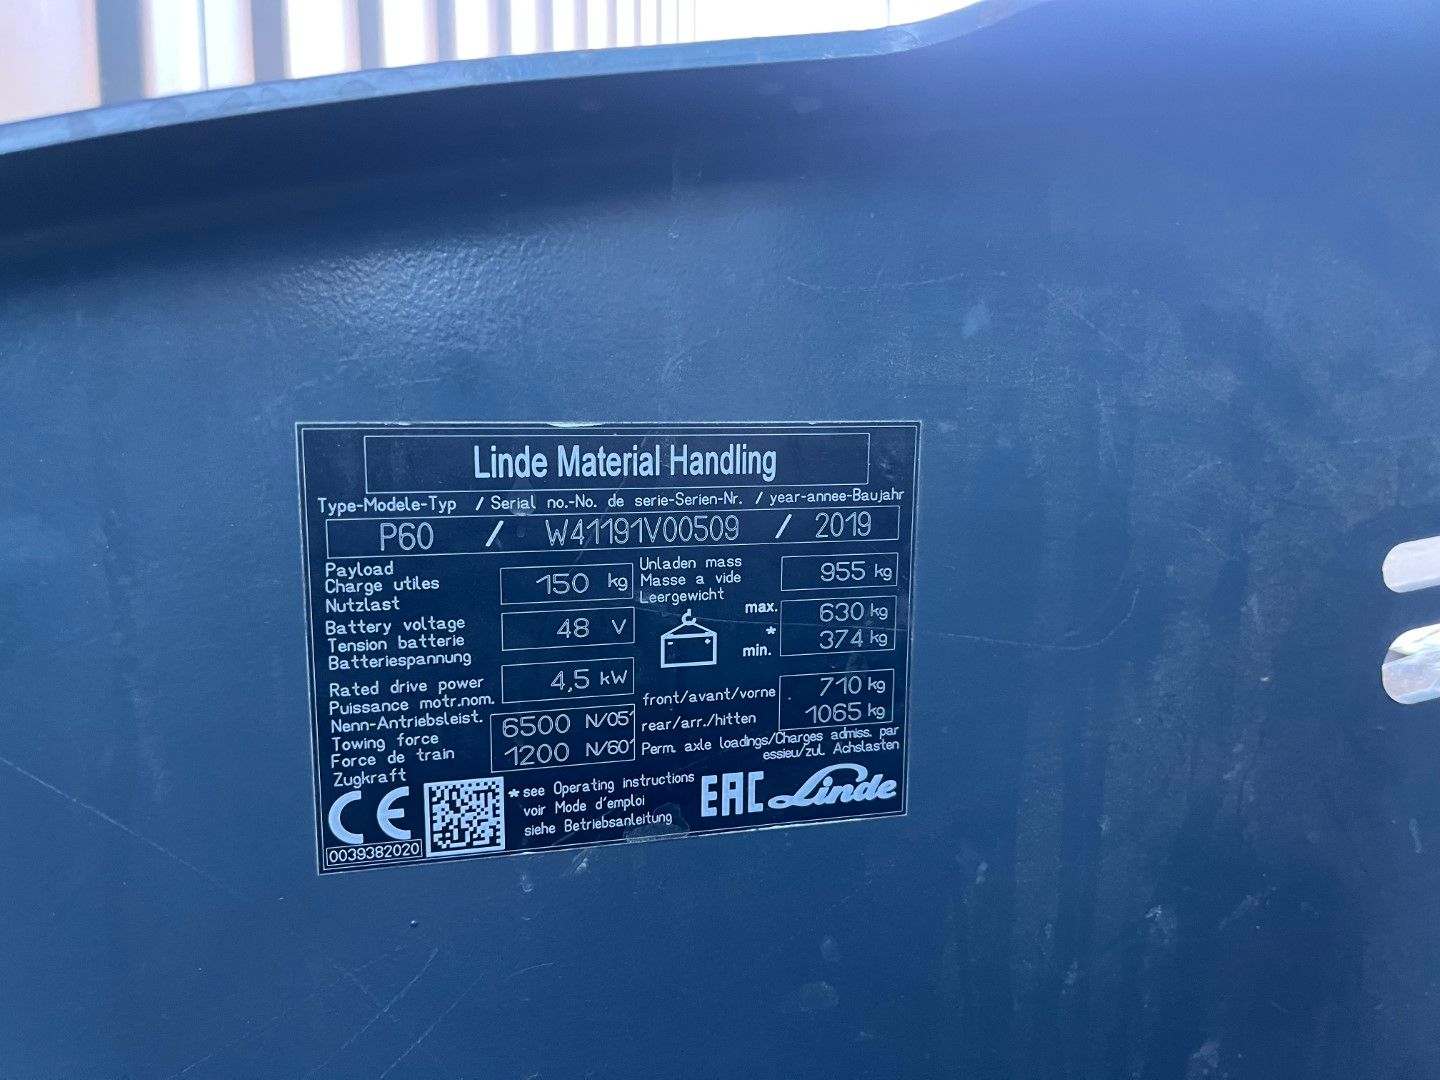 Linde Material Handling
Type-Modele-Typ / Serial no.-No. de serie-Serien-Nr. / year-annee-Baujahr
P60 / W41191V00509 / 2019
Payload
Charge utiles
Nutzlast
150 kg
Battery voltage
Tension batterie
Batteriespannung
48 V
Rated drive power
Puissance motr.nom.
Nenn-Antriebsleist.
4,5 kW
Towing force
Force de train
Zugkraft
6500 N/05'
1200 N/60'
Unladen mass
Masse a vide
Leergewicht
955 kg
max. 630 kg
*
min. 374 kg
front/avant/vorne 710 kg
rear/arr./hitten 1065 kg
Perm. axle loadings/Charges admiss. par
essieu/zul. Achslasten
CE
0039382020
* see Operating instructions
voir Mode d'emploi
siehe Betriebsanleitung
EAC Linde